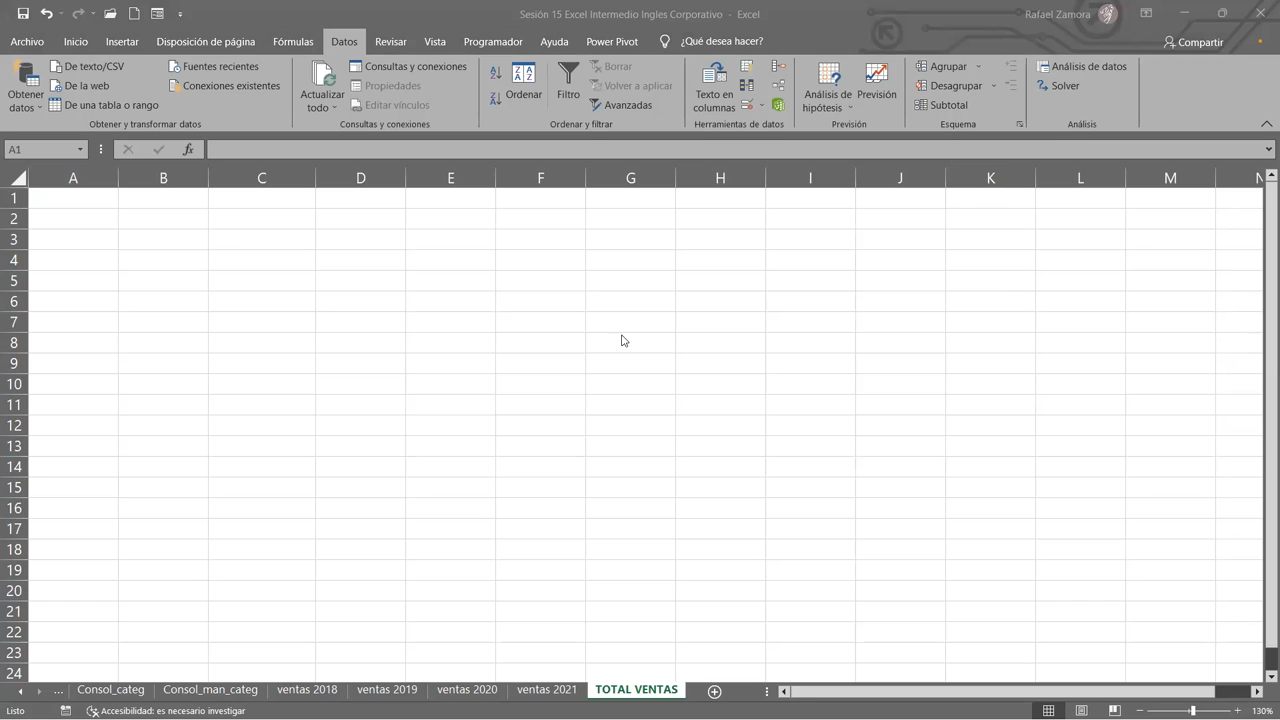 Sesión 15 Excel Intermedio Ingles Corporativo - Excel
Rafael Zamora
Archivo Inicio Insertar Disposición de página Fórmulas Datos Revisar Vista Programador Ayuda Power Pivot ¿Qué desea hacer? Compartir
Obtener datos
De texto/CSV
De la web
De una tabla o rango
Fuentes recientes
Conexiones existentes
Obtener y transformar datos
Actualizar todo
Consultas y conexiones
Propiedades
Editar vínculos
Consultas y conexiones
Ordenar
Filtro
Borrar
Volver a aplicar
Avanzadas
Ordenar y filtrar
Texto en columnas
Herramientas de datos
Análisis de hipótesis
Previsión
Previsión
Agrupar
Desagrupar
Subtotal
Esquema
Análisis de datos
Solver
Análisis
A1
fx
A B C D E F G H I J K L M N
1
2
3
4
5
6
7
8
9
10
11
12
13
14
15
16
17
18
19
20
21
22
23
24
... Consol_categ Consol_man_categ ventas 2018 ventas 2019 ventas 2020 ventas 2021 TOTAL VENTAS
Listo Accesibilidad: es necesario investigar 130%